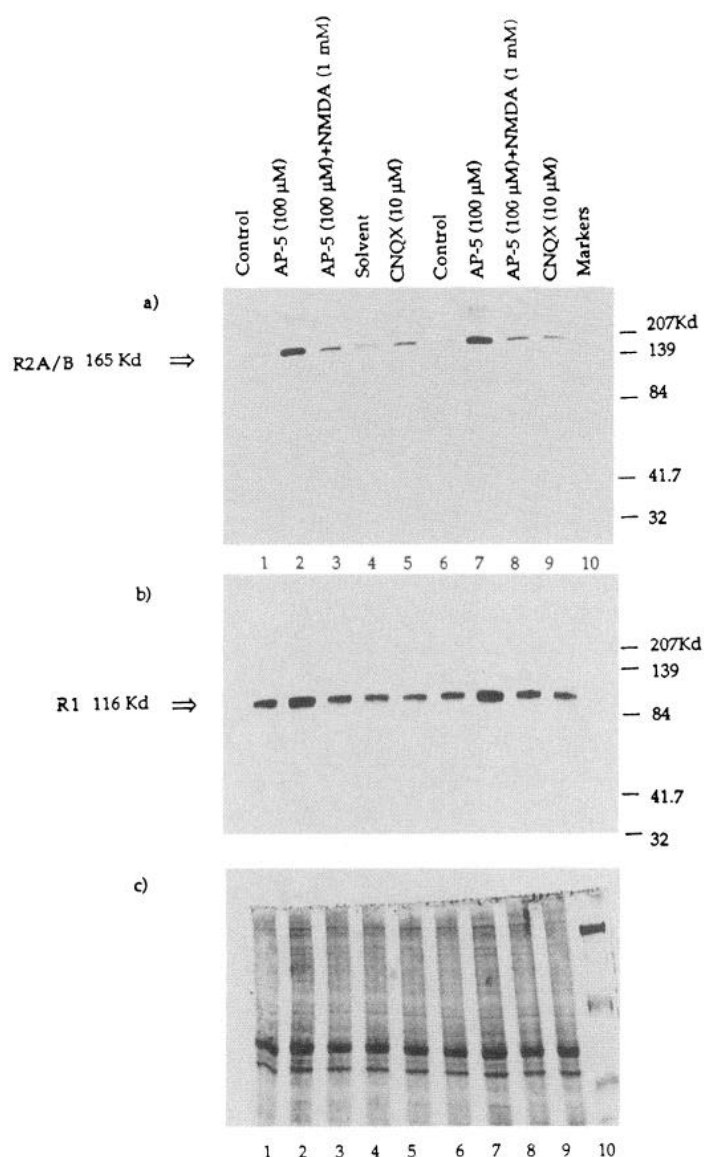 Control
AP-5 (100 µM)
AP-5 (100 µM)+NMDA (1 mM)
Solvent
CNQX (10 µM)
Control
AP-5 (100 µM)
AP-5 (100 µM)+NMDA (1 mM)
CNQX (10 µM)
Markers
a)
R2A/B 165 Kd ⇒
207Kd
139
84
41.7
32
1 2 3 4 5 6 7 8 9 10
b)
R1 116 Kd ⇒
207Kd
139
84
41.7
32
c)
1 2 3 4 5 6 7 8 9 10